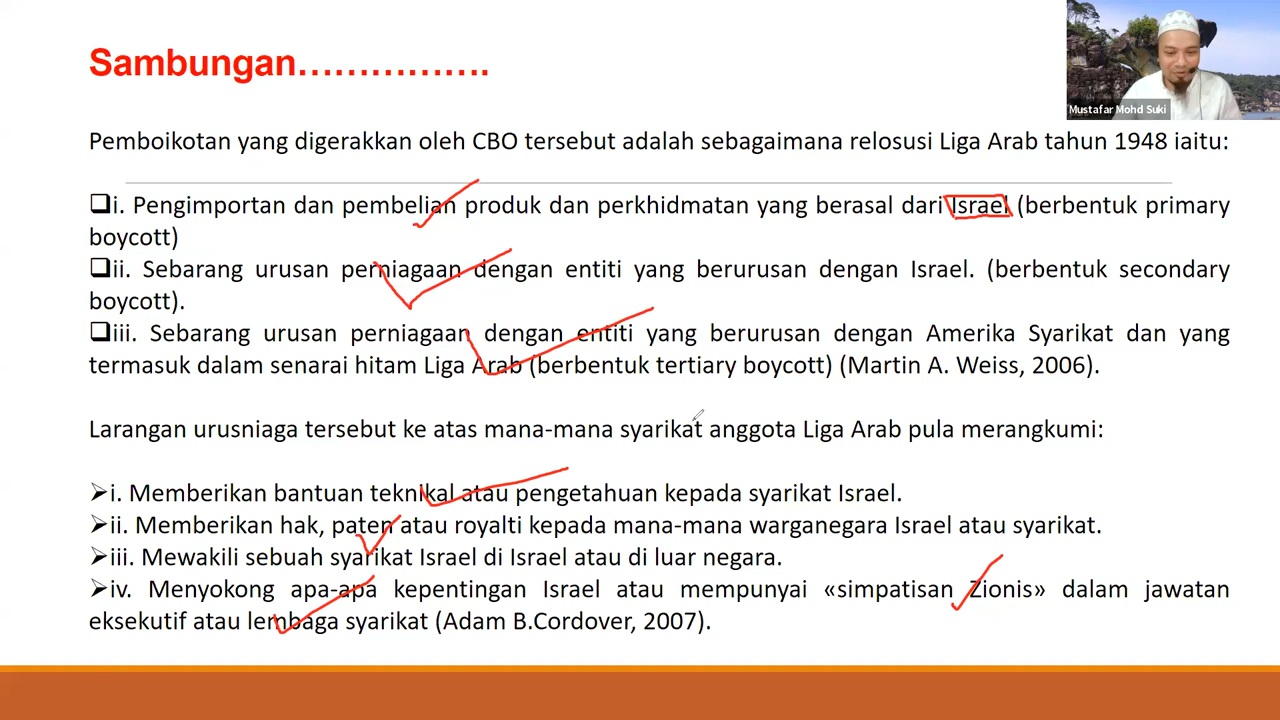 Sambungan................
Mustafar Mohd Suki
Pemboikotan yang digerakkan oleh CBO tersebut adalah sebagaimana relosusi Liga Arab tahun 1948 iaitu:
❑i. Pengimportan dan pembelian produk dan perkhidmatan yang berasal dari Israel (berbentuk primary
boycott)
❑ii. Sebarang urusan perniagaan dengan entiti yang berurusan dengan Israel. (berbentuk secondary
boycott).
❑iii. Sebarang urusan perniagaan dengan entiti yang berurusan dengan Amerika Syarikat dan yang
termasuk dalam senarai hitam Liga Arab (berbentuk tertiary boycott) (Martin A. Weiss, 2006).
Larangan urusniaga tersebut ke atas mana-mana syarikat anggota Liga Arab pula merangkumi:
➢i. Memberikan bantuan teknikal atau pengetahuan kepada syarikat Israel.
➢ii. Memberikan hak, paten atau royalti kepada mana-mana warganegara Israel atau syarikat.
➢iii. Mewakili sebuah syarikat Israel di Israel atau di luar negara.
➢iv. Menyokong apa-apa kepentingan Israel atau mempunyai «simpatisan Zionis» dalam jawatan
eksekutif atau lembaga syarikat (Adam B.Cordover, 2007).